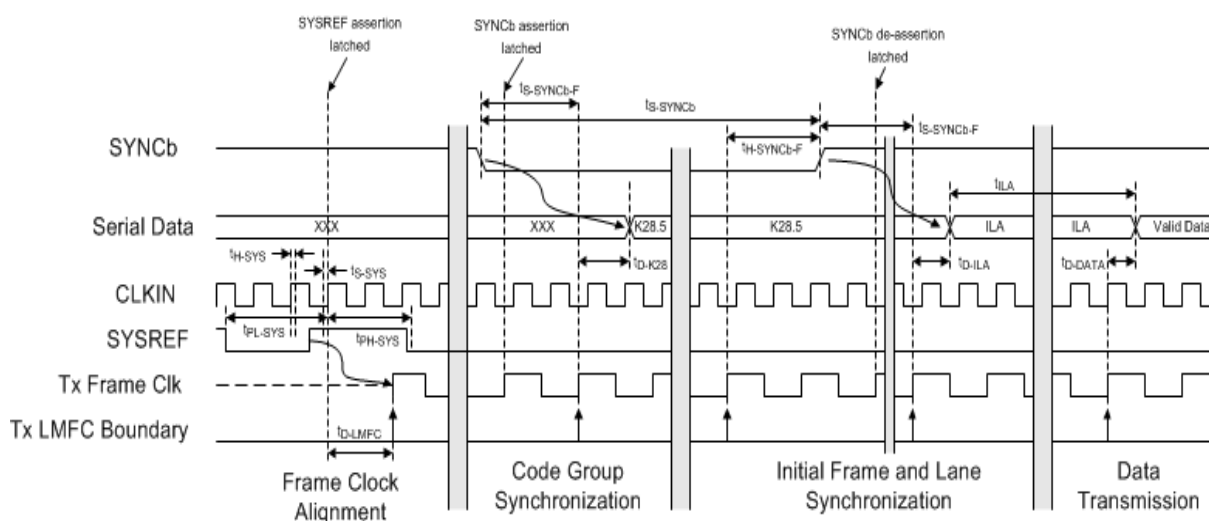 SYSREF assertion
latched
SYNCb assertion
latched
SYNCb de-assertion
latched
tS-SYNCb-F
tS-SYNCb
tS-SYNCb-F
tH-SYNCb-F
SYNCb
tILA
Serial Data
XXX
XXX
K28.5
K28.5
ILA
ILA
Valid Data
tH-SYS
tS-SYS
tD-K28
tD-ILA
tD-DATA
CLKIN
tPL-SYS
tPH-SYS
SYSREF
Tx Frame Clk
Tx LMFC Boundary
tD-LMFC
Frame Clock
Alignment
Code Group
Synchronization
Initial Frame and Lane
Synchronization
Data
Transmission